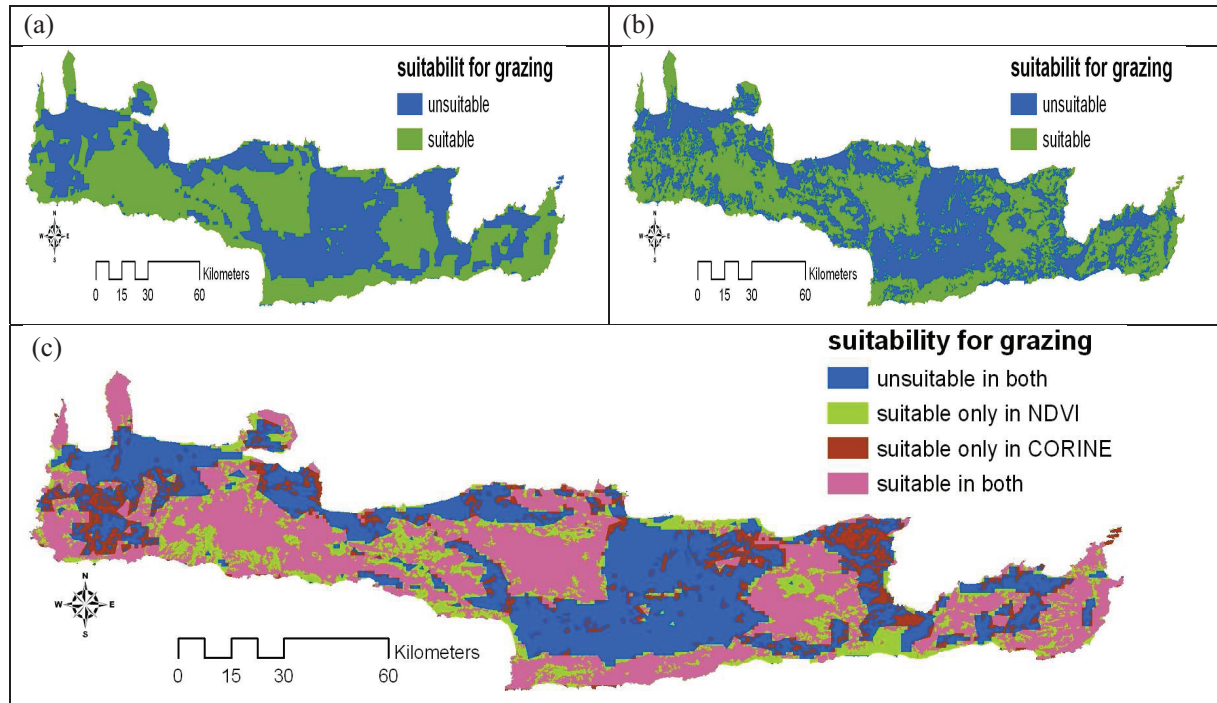 (a)
suitabilit for grazing
unsuitable
suitable
N
W E
S
Kilometers
0 15 30 60
(b)
suitabilit for grazing
unsuitable
suitable
N
W E
S
Kilometers
0 15 30 60
(c)
suitability for grazing
unsuitable in both
suitable only in NDVI
suitable only in CORINE
suitable in both
N
W E
S
Kilometers
0 15 30 60